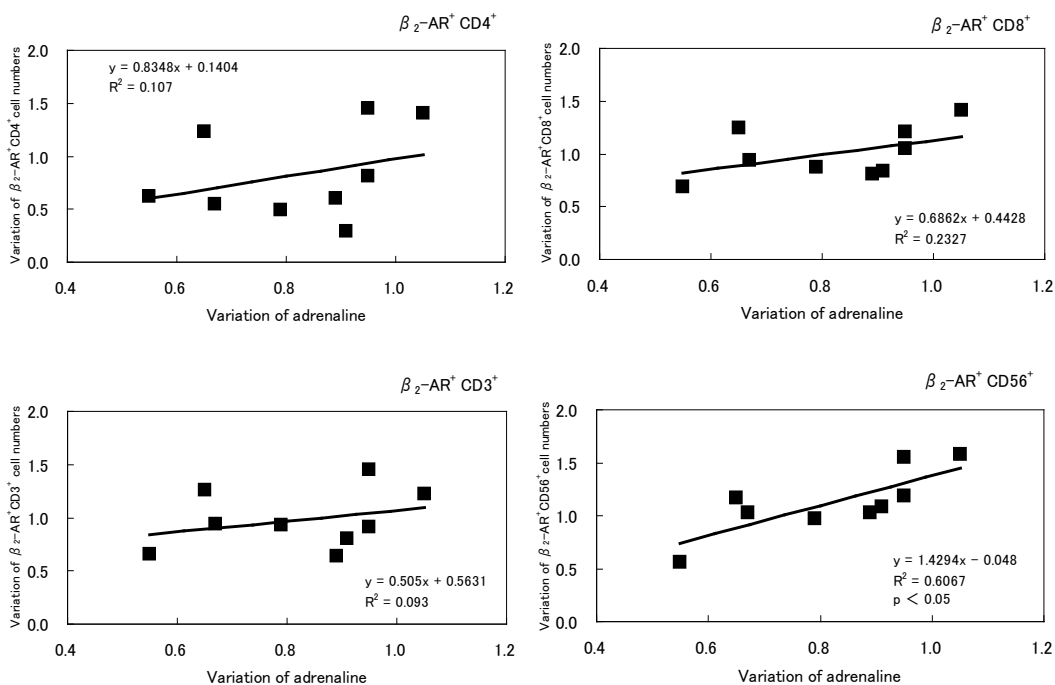 β₂-AR⁺ CD4⁺
Variation of β₂-AR⁺CD4⁺cell numbers
2.0
1.5
1.0
0.5
0.0
y = 0.8348x + 0.1404
R² = 0.107
0.4 0.6 0.8 1.0 1.2
Variation of adrenaline
β₂-AR⁺ CD8⁺
Variation of β₂-AR⁺CD8⁺cell numbers
2.0
1.5
1.0
0.5
0.0
y = 0.6862x + 0.4428
R² = 0.2327
0.4 0.6 0.8 1.0 1.2
Variation of adrenaline
β₂-AR⁺ CD3⁺
Variation of β₂-AR⁺CD3⁺cell numbers
2.0
1.5
1.0
0.5
0.0
y = 0.505x + 0.5631
R² = 0.093
0.4 0.6 0.8 1.0 1.2
Variation of adrenaline
β₂-AR⁺ CD56⁺
Variation of β₂-AR⁺CD56⁺cell numbers
2.0
1.5
1.0
0.5
0.0
y = 1.4294x − 0.048
R² = 0.6067
p < 0.05
0.4 0.6 0.8 1.0 1.2
Variation of adrenaline